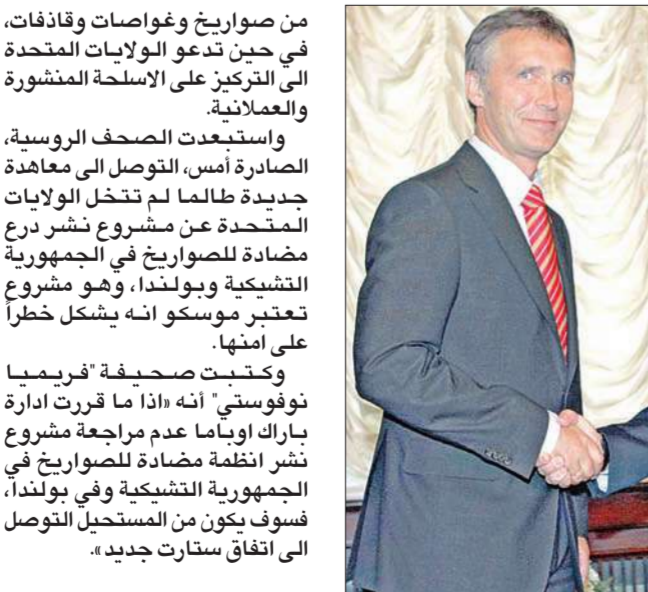 من صواريخ وغواصات وقاذفات،
في حين تدعو الولايات المتحدة
الى التركيز على الاسلحة المنشورة
والعملانية.
واستبعدت الصحف الروسية،
الصادرة أمس، التوصل الى معاهدة
جديدة طالما لم تتخل الولايات
المتحدة عن مشروع نشر درع
مضادة للصواريخ في الجمهورية
التشيكية وبولندا، وهو مشروع
تعتبر موسكو انه يشكل خطراً
على امنها.
وكتبت صحيفة "فريميا
نوفوستي" أنه «اذا ما قررت ادارة
باراك اوباما عدم مراجعة مشروع
نشر انظمة مضادة للصواريخ في
الجمهورية التشيكية وفي بولندا،
فسوف يكون من المستحيل التوصل
الى اتفاق ستارت جديد».